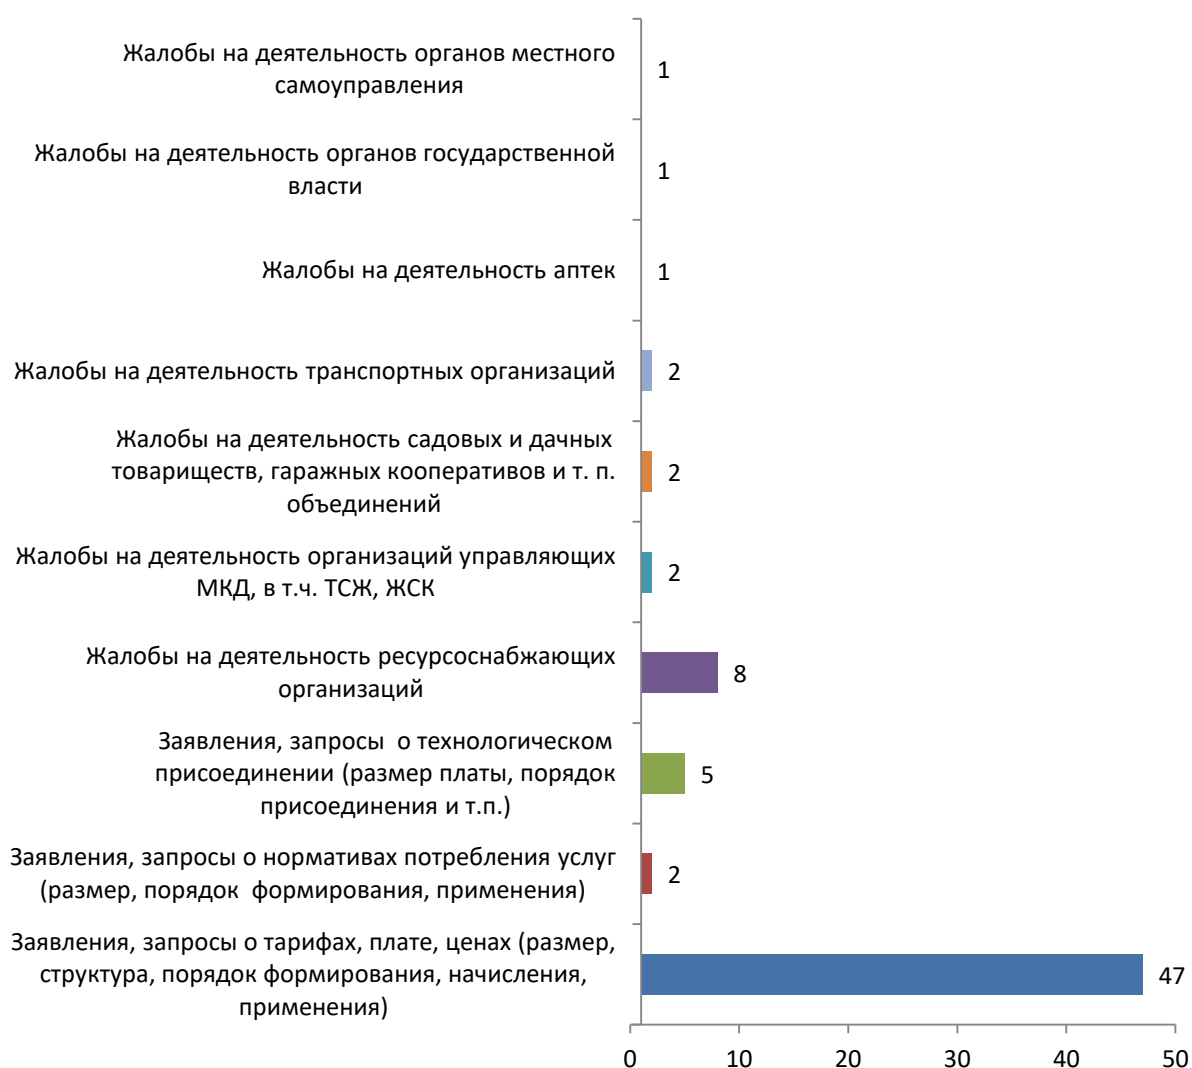 Жалобы на деятельность органов местного
самоуправления
1
Жалобы на деятельность органов государственной
власти
1
Жалобы на деятельность аптек
1
Жалобы на деятельность транспортных организаций
2
Жалобы на деятельность садовых и дачных
товариществ, гаражных кооперативов и т. п.
объединений
2
Жалобы на деятельность организаций управляющих
МКД, в т.ч. ТСЖ, ЖСК
2
Жалобы на деятельность ресурсоснабжающих
организаций
8
Заявления, запросы  о технологическом
присоединении (размер платы, порядок
присоединения и т.п.)
5
Заявления, запросы о нормативах потребления услуг
(размер, порядок  формирования, применения)
2
Заявления, запросы о тарифах, плате, ценах (размер,
структура, порядок формирования, начисления,
применения)
47
0 10 20 30 40 50